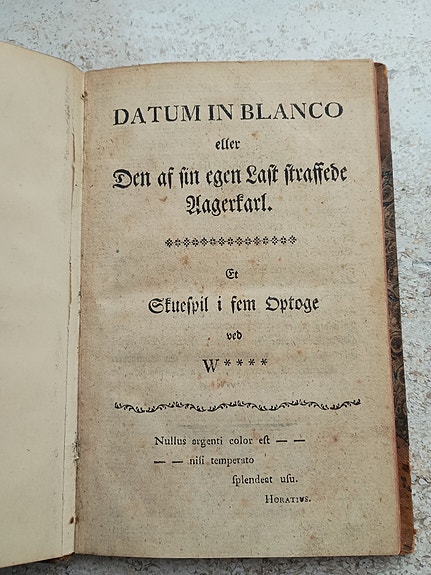 DATUM IN BLANCO
eller
Den af ſin egen Laſt ſtraffede
Aagerkarl.
Et
Skueſpil i fem Optoge
ved
W****
Nullus argenti color eſt — —
— — niſi temperato
ſplendeat uſu.
HORATIUS.